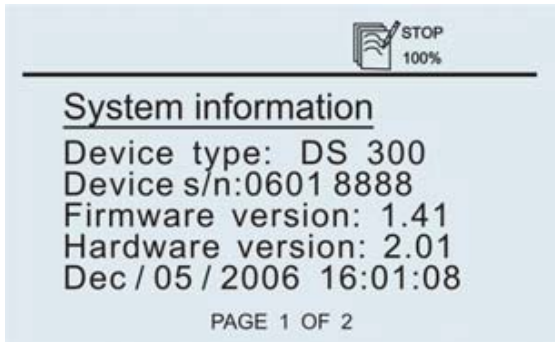 STOP
100%
System information
Device type: DS 300
Device s/n:0601 8888
Firmware version: 1.41
Hardware version: 2.01
Dec / 05 / 2006 16:01:08
PAGE 1 OF 2